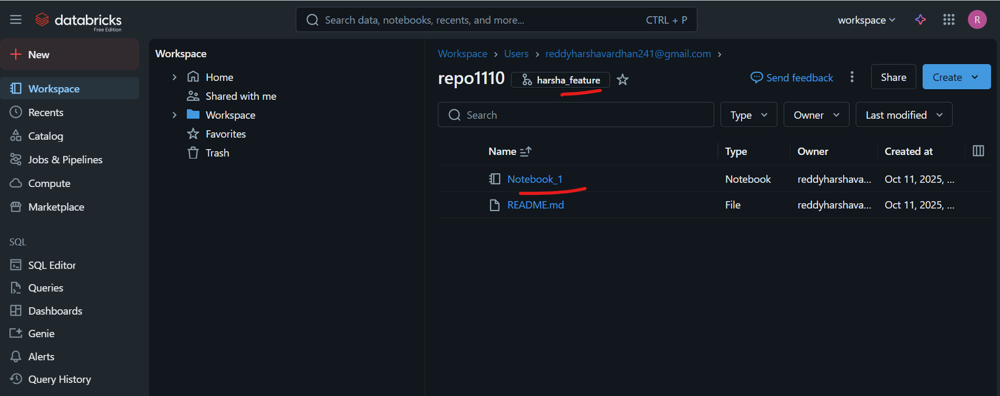 databricks
Free Edition
Search data, notebooks, recents, and more...
CTRL + P
workspace
R
New
Workspace
Recents
Catalog
Jobs & Pipelines
Compute
Marketplace
SQL
SQL Editor
Queries
Dashboards
Genie
Alerts
Query History
Workspace
Home
Shared with me
Workspace
Favorites
Trash
Workspace > Users > reddyharshavardhan241@gmail.com >
repo1110 harsha_feature
Send feedback
Share
Create
Search
Type
Owner
Last modified
Name Type Owner Created at
Notebook_1 Notebook reddyharshava... Oct 11, 2025, ...
README.md File reddyharshava... Oct 11, 2025, ...